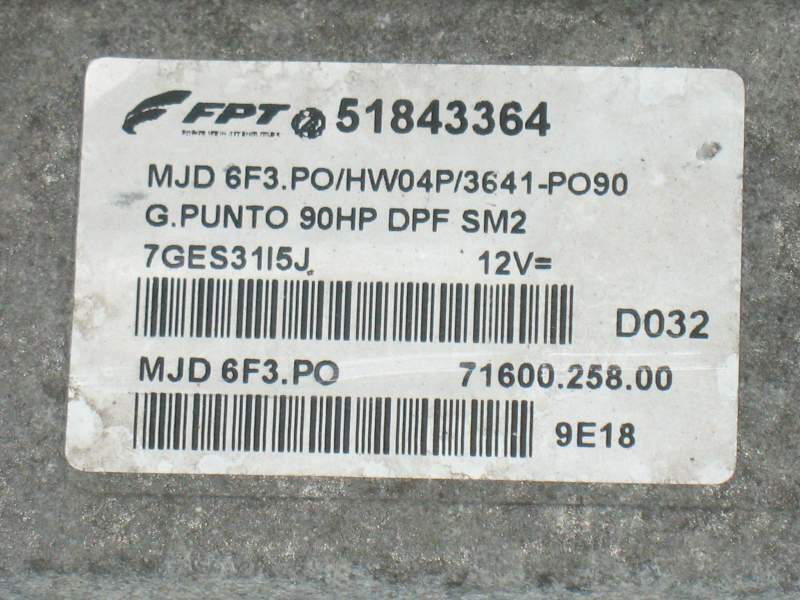 FPT 51843364
MJD 6F3.PO/HW04P/3641-PO90
G.PUNTO 90HP DPF SM2
7GES31I5J 12V=
D032
MJD 6F3.PO 71600.258.00
9E18